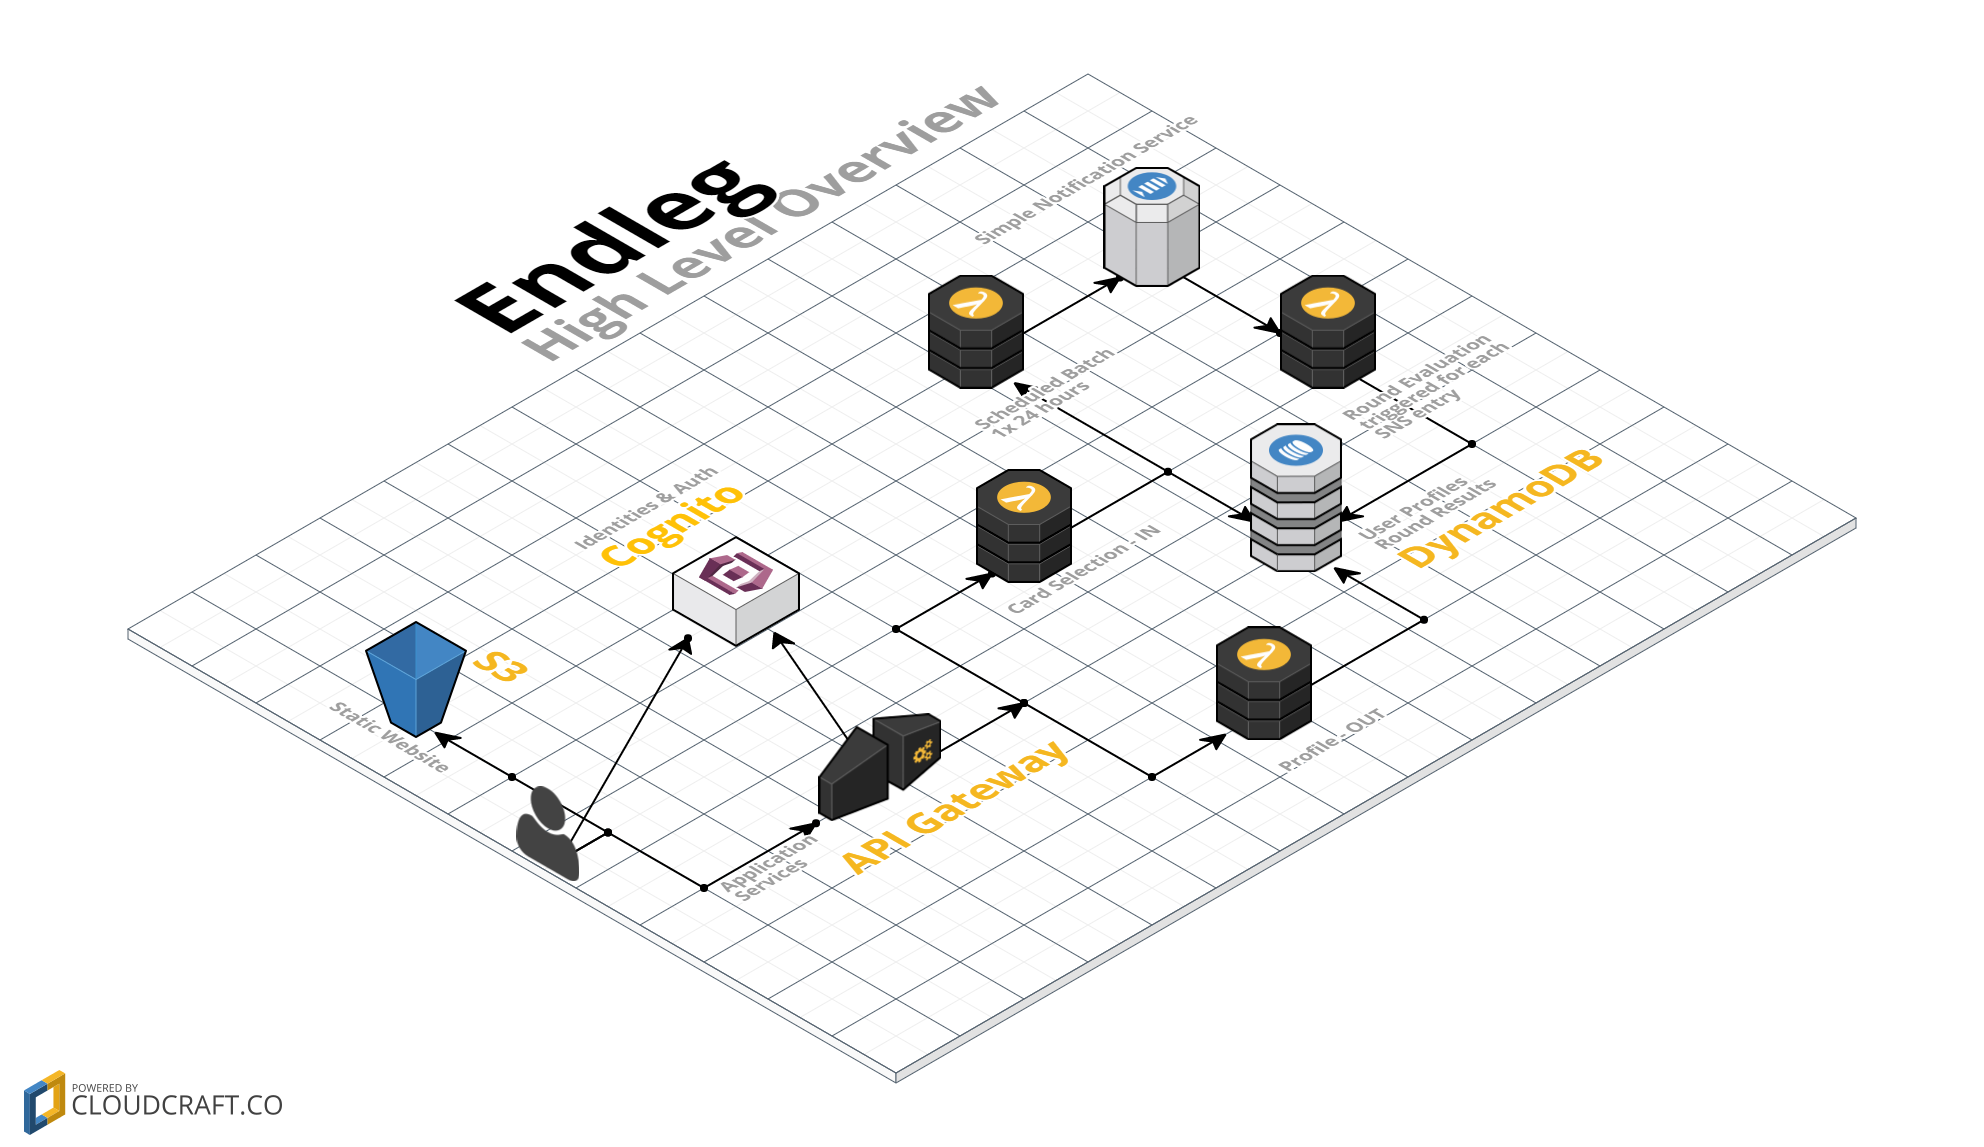 Endleg
High Level Overview
Simple Notification Service
Scheduled Batch
1x 24 hours
Round Evaluation
triggered for each
SNS entry
User Profiles
Round Results
DynamoDB
Identities & Auth
Cognito
Card Selection - IN
S3
Static Website
Profile - OUT
API Gateway
Application
Services
POWERED BY
CLOUDCRAFT.CO